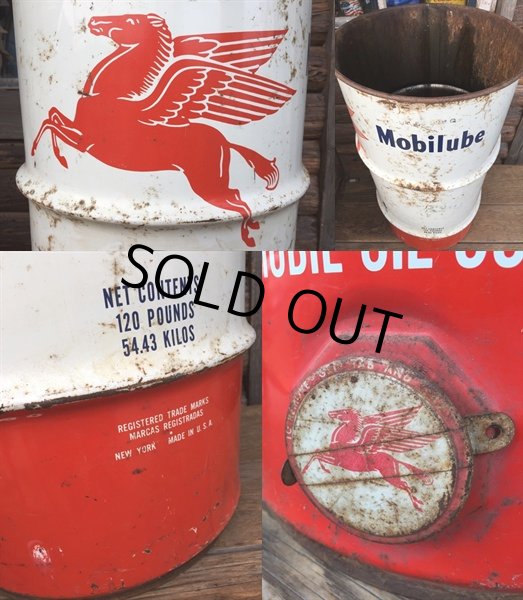 Mobilube
NET CONTENTS
120 POUNDS
54.43 KILOS
REGISTERED TRADE MARKS
MARCAS REGISTRADAS
NEW YORK * MADE IN U.S.A.
SOLD OUT
OIL